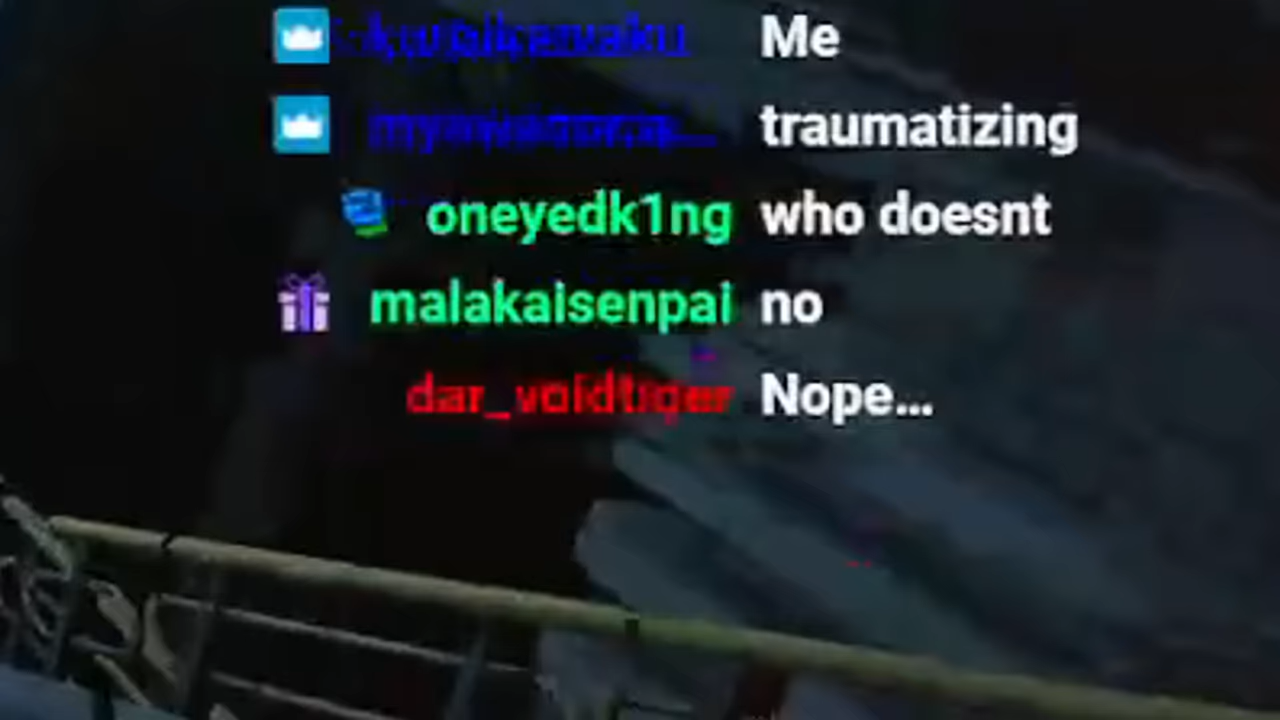 Me
traumatizing
oneyedk1ng who doesnt
malakaisenpai no
dar_voidtiger Nope...